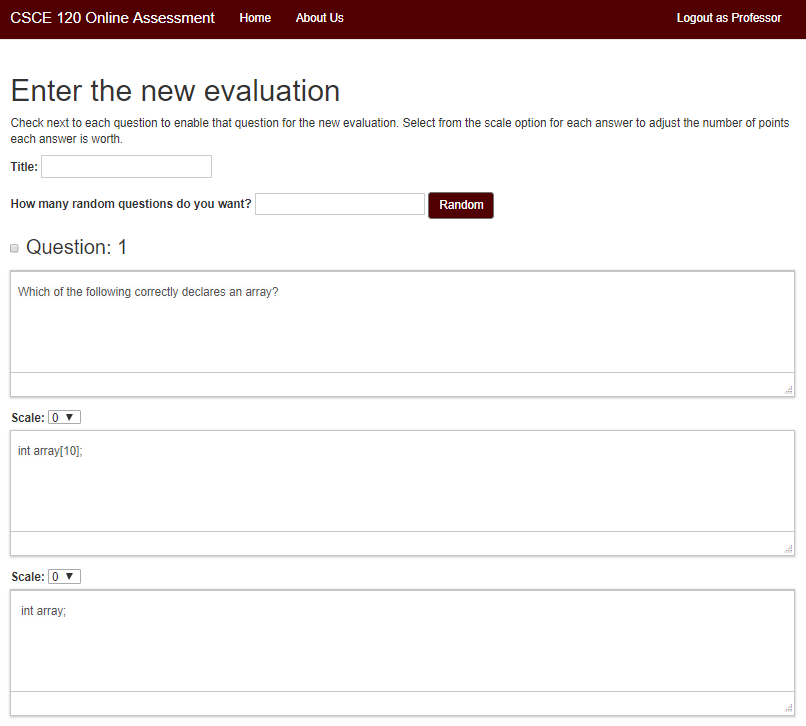 CSCE 120 Online Assessment Home About Us Logout as Professor
Enter the new evaluation
Check next to each question to enable that question for the new evaluation. Select from the scale option for each answer to adjust the number of points
each answer is worth.
Title:
How many random questions do you want? Random
Question: 1
Which of the following correctly declares an array?
Scale: 0
int array[10];
Scale: 0
int array;